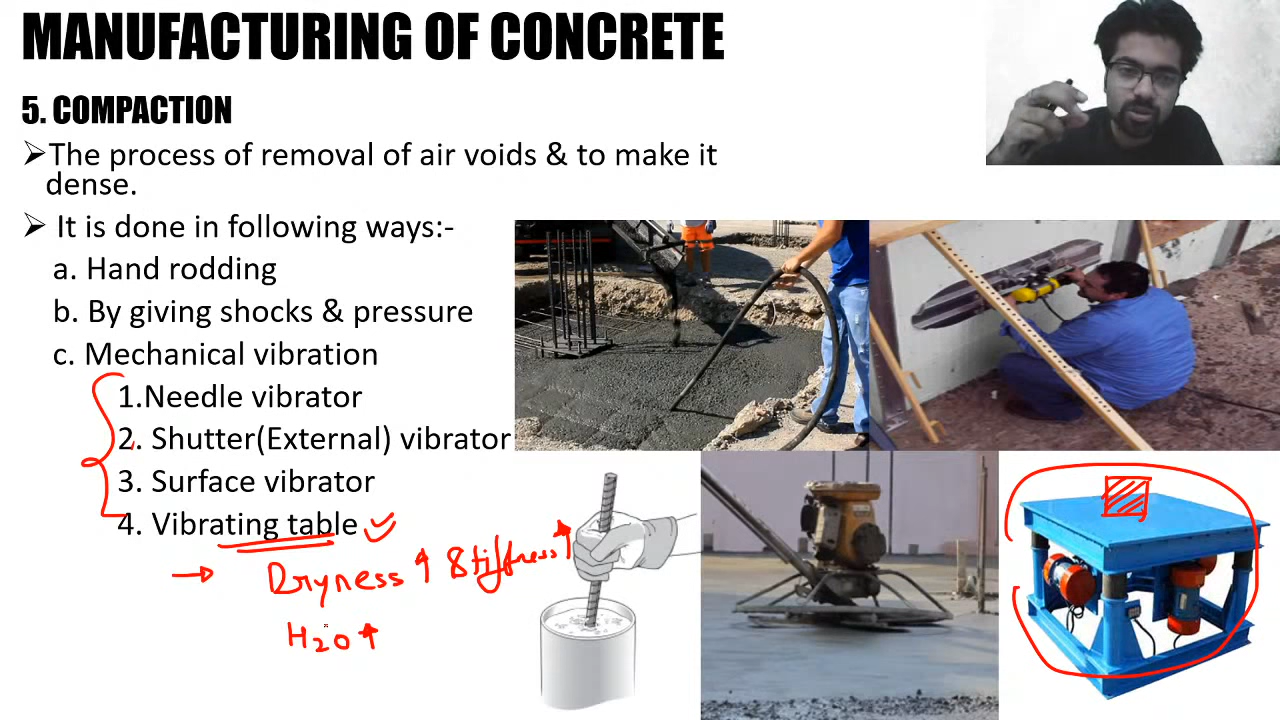 MANUFACTURING OF CONCRETE
5. COMPACTION
➢The process of removal of air voids & to make it
dense.
➢ It is done in following ways:-
a. Hand rodding
b. By giving shocks & pressure
c. Mechanical vibration
1.Needle vibrator
2. Shutter(External) vibrator
3. Surface vibrator
4. Vibrating table
→ Dryness ↑ Stiffness ↑
H2O ↑